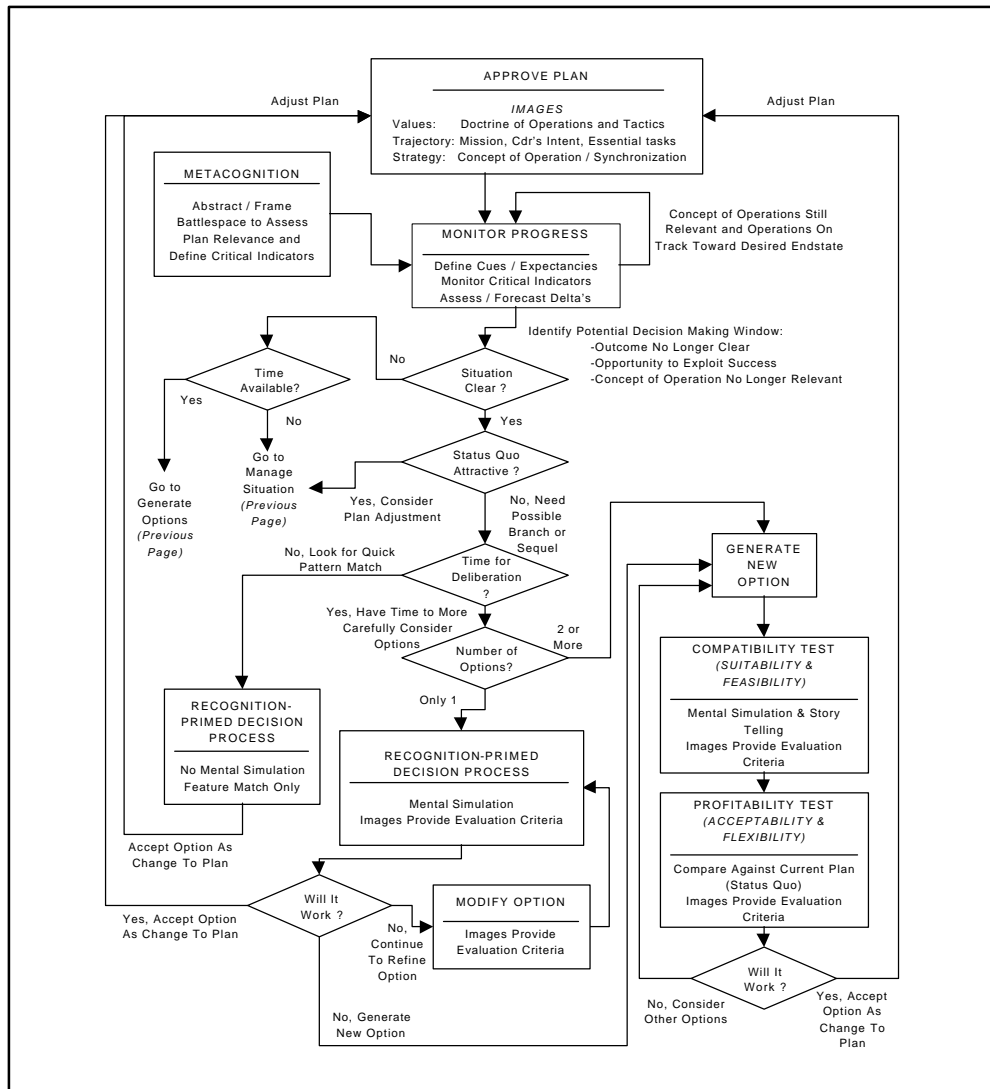 APPROVE PLAN
IMAGES
Values: Doctrine of Operations and Tactics
Trajectory: Mission, Cdr's Intent, Essential tasks
Strategy: Concept of Operation / Synchronization
Adjust Plan
Adjust Plan
METACOGNITION
Abstract / Frame
Battlespace to Assess
Plan Relevance and
Define Critical Indicators
MONITOR PROGRESS
Define Cues / Expectancies
Monitor Critical Indicators
Assess / Forecast Delta's
Concept of Operations Still
Relevant and Operations On
Track Toward Desired Endstate
Identify Potential Decision Making Window:
-Outcome No Longer Clear
-Opportunity to Exploit Success
-Concept of Operation No Longer Relevant
Situation
Clear ?
No
Time
Available?
Yes
No
Go to
Generate
Options
(Previous
Page)
Go to
Manage
Situation
(Previous
Page)
Yes
Status Quo
Attractive ?
Yes, Consider
Plan Adjustment
No, Need
Possible
Branch or
Sequel
Time for
Deliberation
?
No, Look for Quick
Pattern Match
Yes, Have Time to More
Carefully Consider
Options
Number of
Options?
2 or
More
Only 1
GENERATE
NEW
OPTION
RECOGNITION-
PRIMED DECISION
PROCESS
No Mental Simulation
Feature Match Only
Accept Option As
Change To Plan
RECOGNITION-PRIMED
DECISION PROCESS
Mental Simulation
Images Provide Evaluation Criteria
Will It
Work ?
Yes, Accept Option
As Change To Plan
No,
Continue
To Refine
Option
MODIFY OPTION
Images Provide
Evaluation Criteria
No, Generate
New Option
COMPATIBILITY TEST
(SUITABILITY &
FEASIBILITY)
Mental Simulation & Story
Telling
Images Provide Evaluation
Criteria
PROFITABILITY TEST
(ACCEPTABILITY &
FLEXIBILITY)
Compare Against Current Plan
(Status Quo)
Images Provide Evaluation
Criteria
Will It
Work ?
No, Consider
Other Options
Yes, Accept
Option As
Change To
Plan